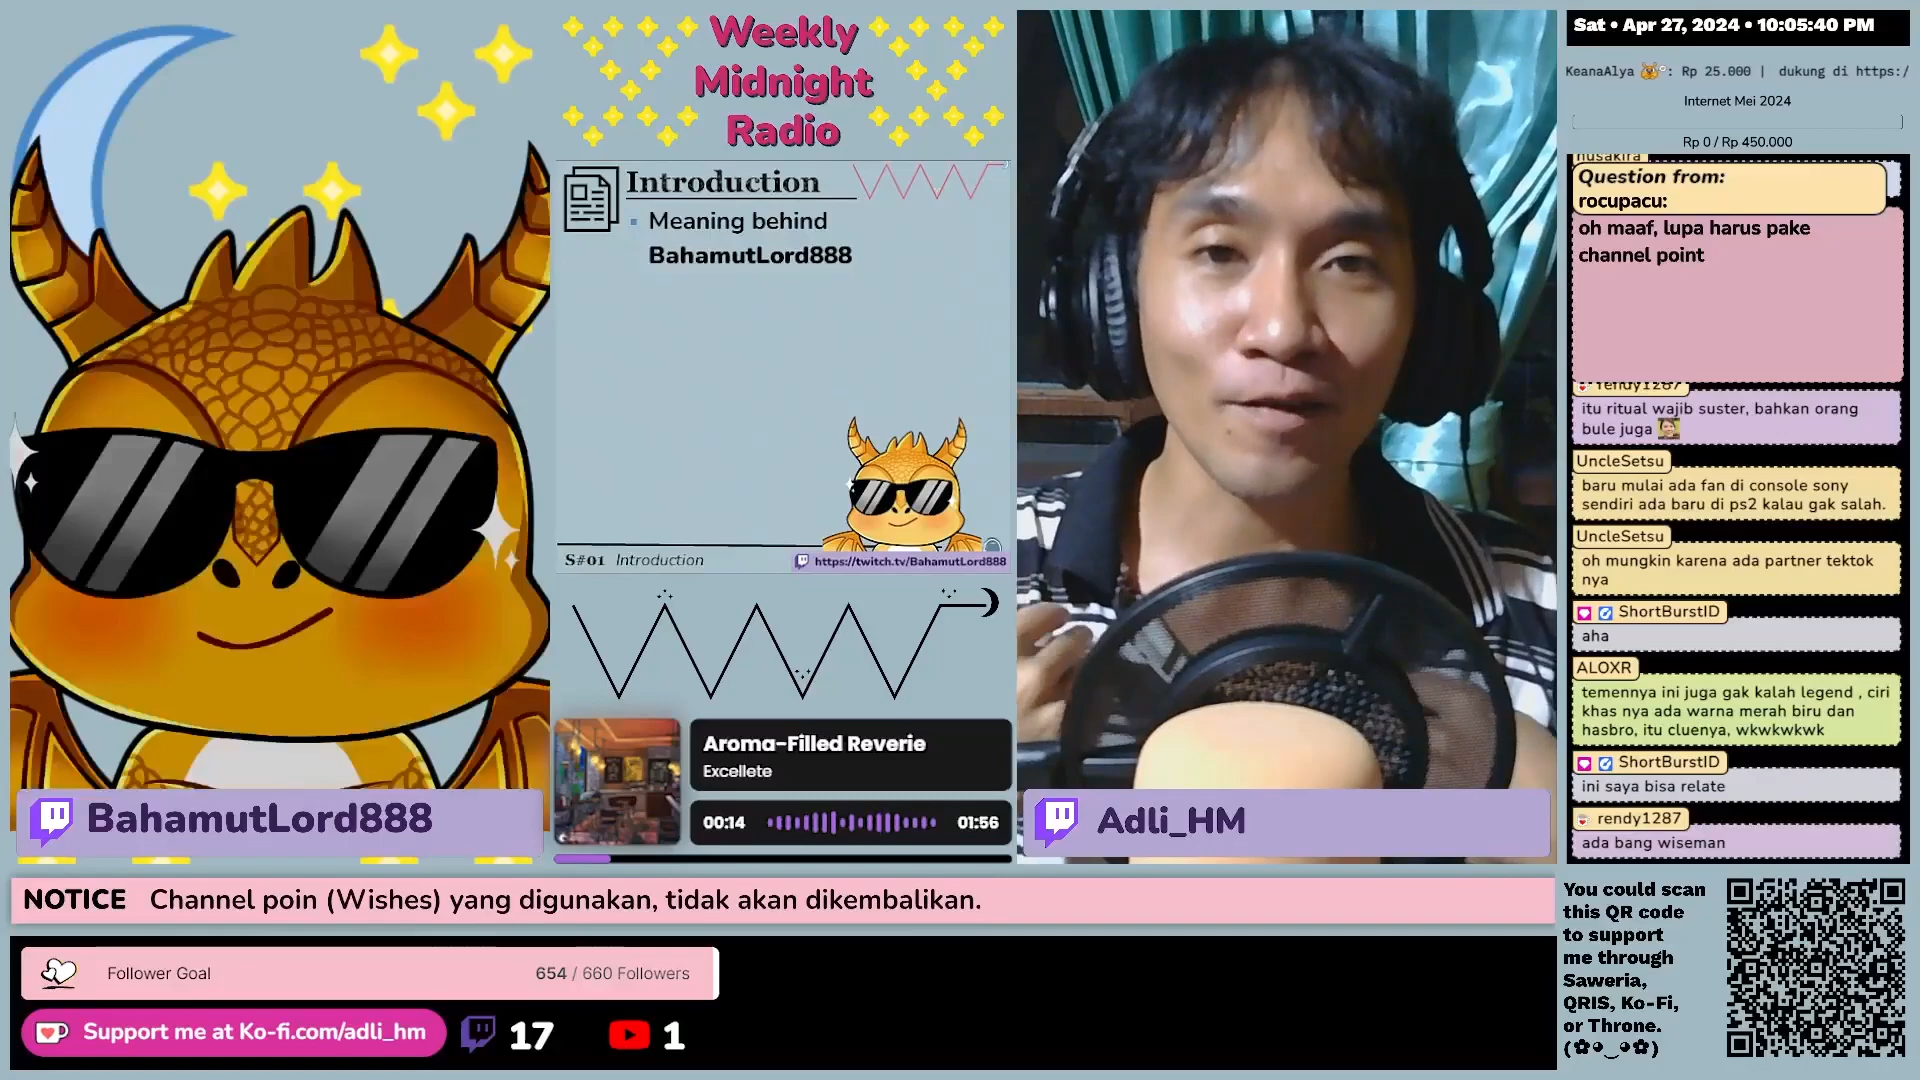 Weekly
Midnight
Radio
Introduction
Meaning behind
BahamutLord888
S#01 Introduction
https://twitch.tv/BahamutLord888
Aroma-Filled Reverie
Excellete
00:14
01:56
BahamutLord888
Adli_HM
Sat • Apr 27, 2024 • 10:05:40 PM
KeanaAlya : Rp 25.000 | dukung di https:/
Internet Mei 2024
Rp 0 / Rp 450.000
nusakira
Question from:
rocupacu:
oh maaf, lupa harus pake
channel point
rendy1287
itu ritual wajib suster, bahkan orang
bule juga
UncleSetsu
baru mulai ada fan di console sony
sendiri ada baru di ps2 kalau gak salah.
UncleSetsu
oh mungkin karena ada partner tektok
nya
ShortBurstID
aha
ALOXR
temennya ini juga gak kalah legend , ciri
khas nya ada warna merah biru dan
hasbro, itu cluenya, wkwkwkwk
ShortBurstID
ini saya bisa relate
rendy1287
ada bang wiseman
NOTICE Channel poin (Wishes) yang digunakan, tidak akan dikembalikan.
Follower Goal
654 / 660 Followers
Support me at Ko-fi.com/adli_hm
17
1
You could scan
this QR code
to support
me through
Saweria,
QRIS, Ko-Fi,
or Throne.
(✿◕‿◕✿)